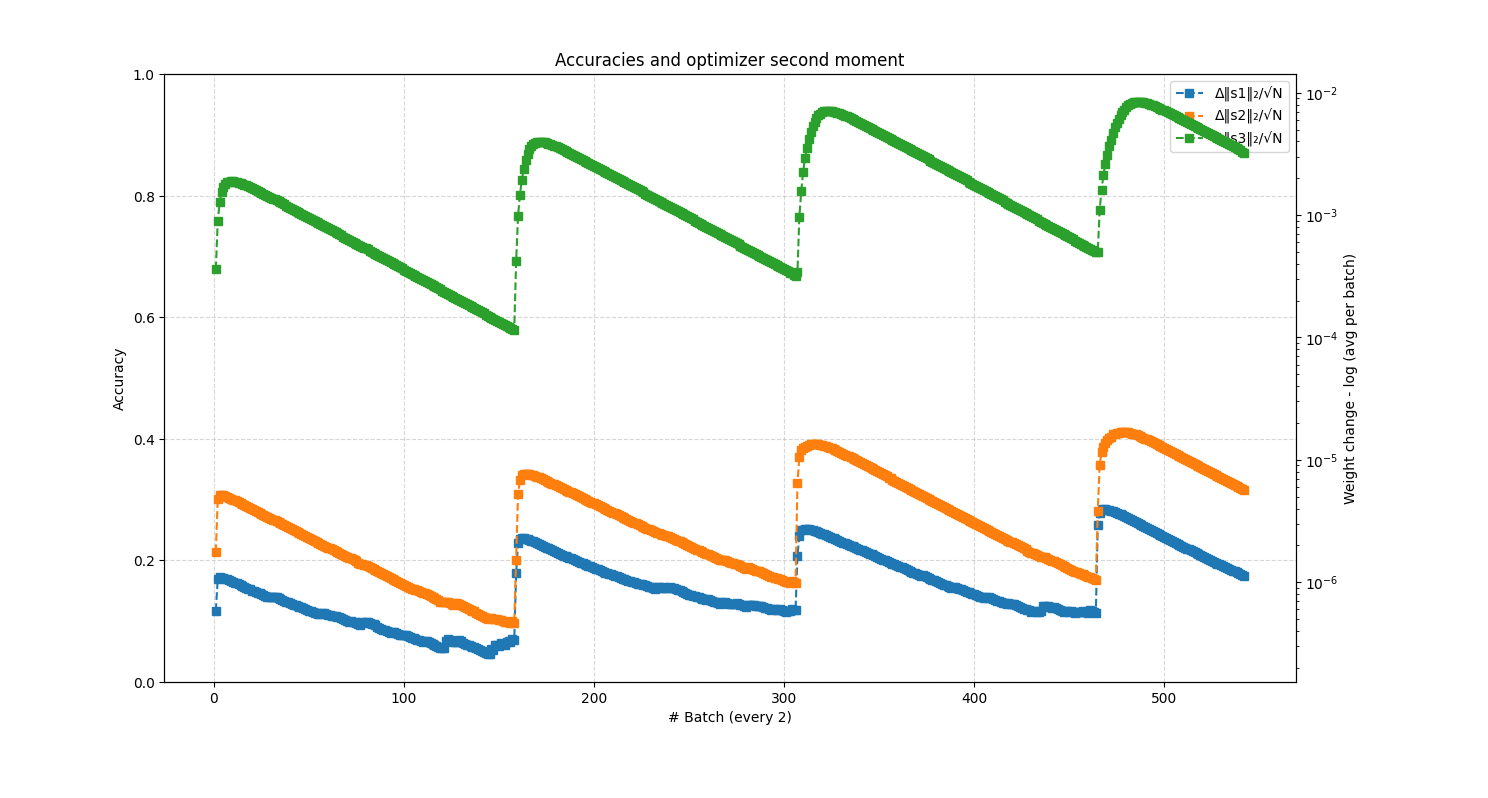 Accuracies and optimizer second moment
1.0
0.8
0.6
0.4
0.2
0.0
Accuracy
0
100
200
300
400
500
# Batch (every 2)
10⁻²
10⁻³
10⁻⁴
10⁻⁵
10⁻⁶
Weight change - log (avg per batch)
Δ‖s1‖₂/√N
Δ‖s2‖₂/√N
s3‖₂/√N